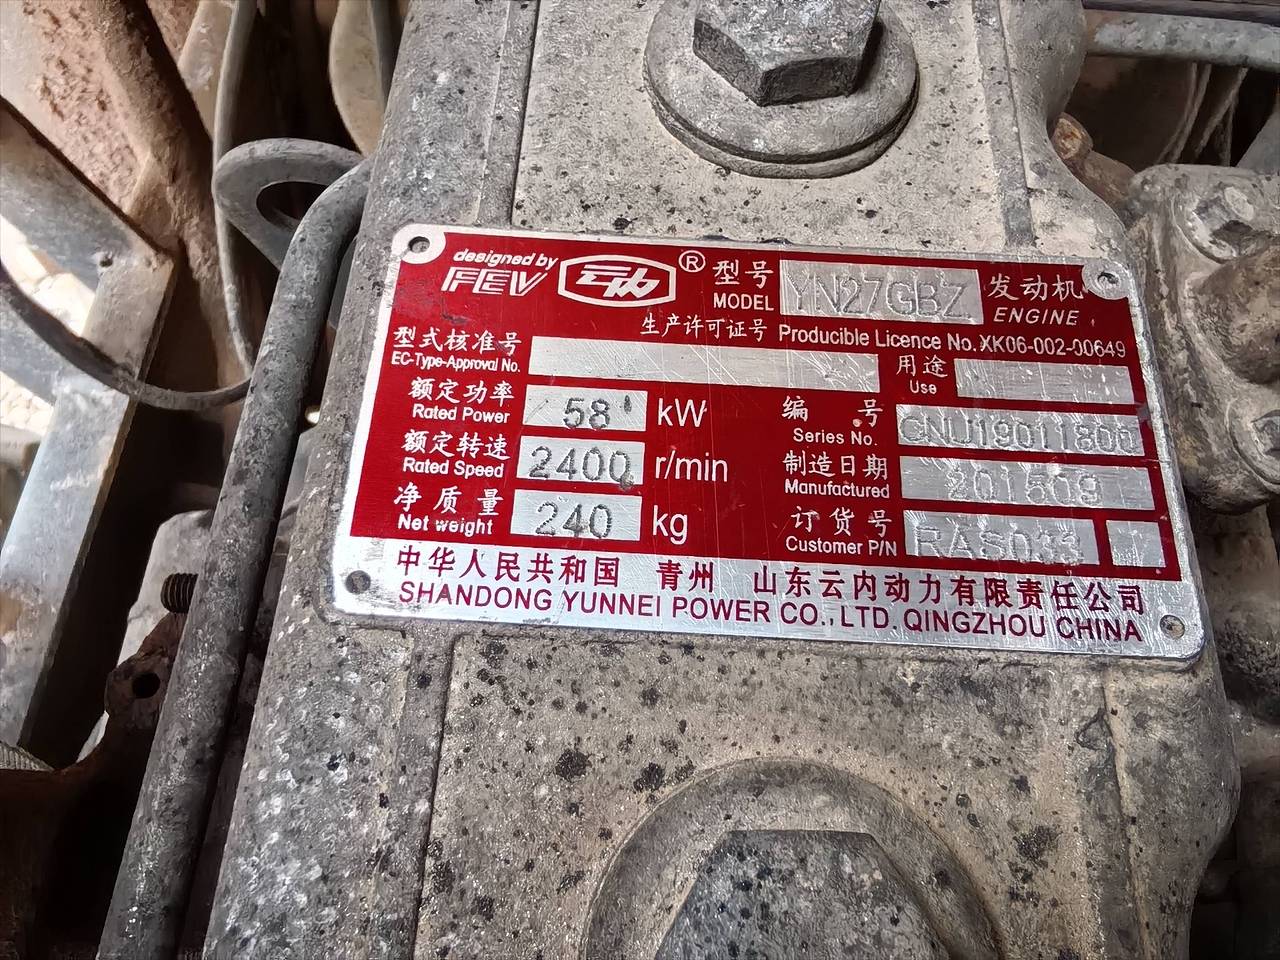 designed by
FEV 云内 ® 型号 MODEL YN27GBZ 发动机 ENGINE
生产许可证号 Producible Licence No. XK06-002-00649
型式核准号
EC-Type-Approval No.
用途
Use
额定功率
Rated Power 58 kW
编 号
Series No. CNU19011800
额定转速
Rated Speed 2400 r/min
制造日期
Manufactured 201509
净质量
Net weight 240 kg
订货号
Customer P/N RAS033
中华人民共和国 青州 山东云内动力有限责任公司
SHANDONG YUNNEI POWER CO., LTD. QINGZHOU CHINA